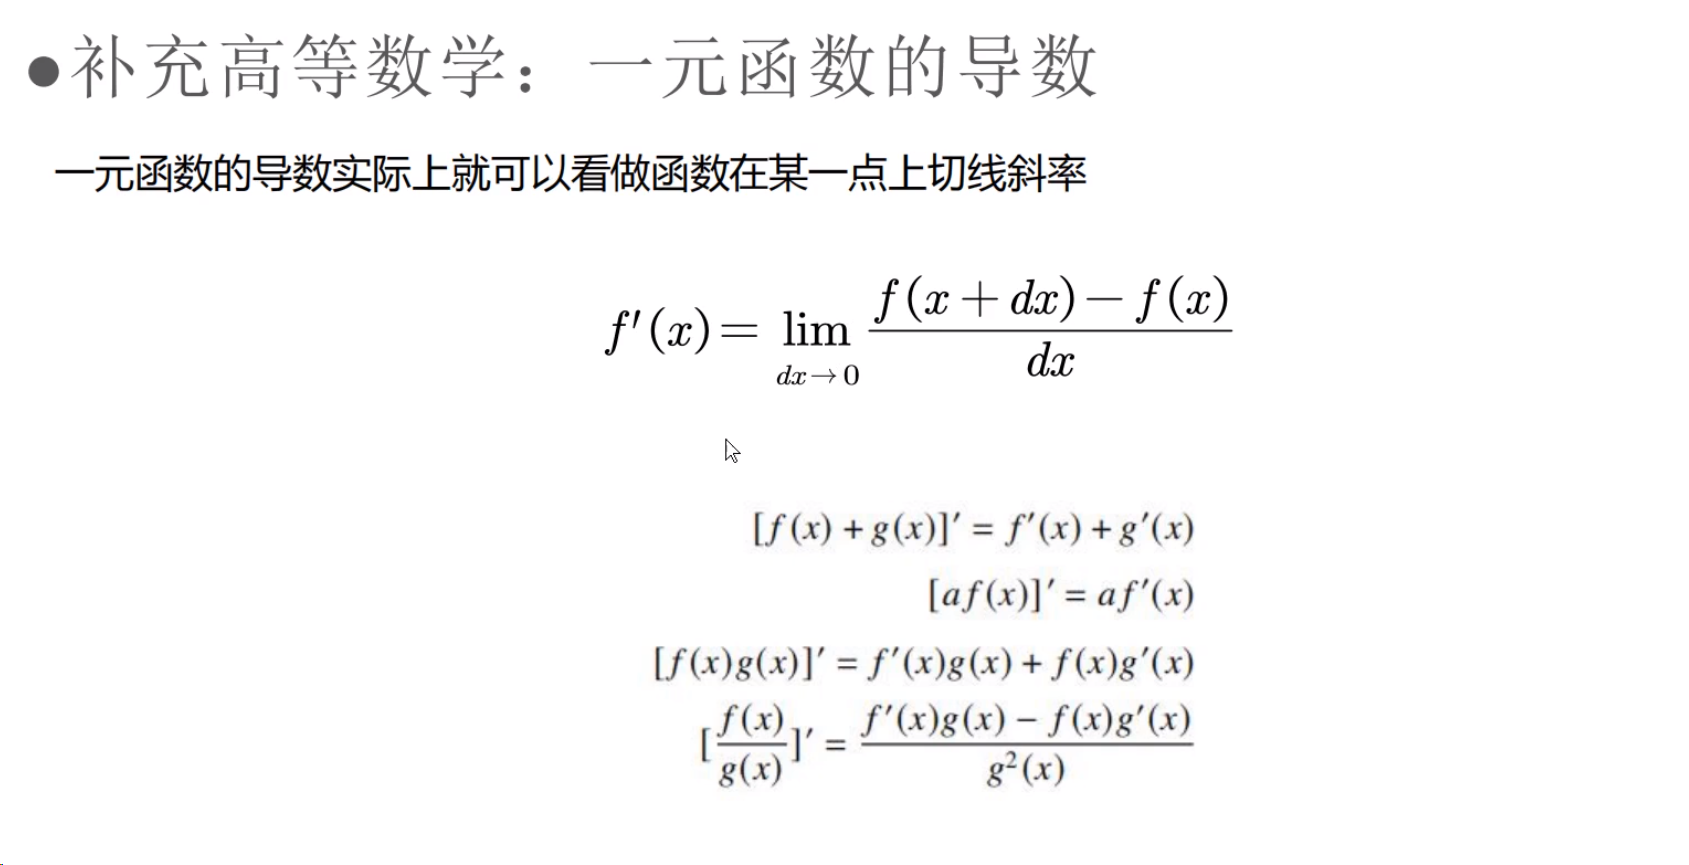 ●补充高等数学：一元函数的导数
一元函数的导数实际上就可以看做函数在某一点上切线斜率
f′(x) = lim_{dx→0} \frac{f(x+dx)-f(x)}{dx}
[f(x) + g(x)]′ = f′(x) + g′(x)
[af(x)]′ = af′(x)
[f(x)g(x)]′ = f′(x)g(x) + f(x)g′(x)
[\frac{f(x)}{g(x)}]′ = \frac{f′(x)g(x) − f(x)g′(x)}{g²(x)}